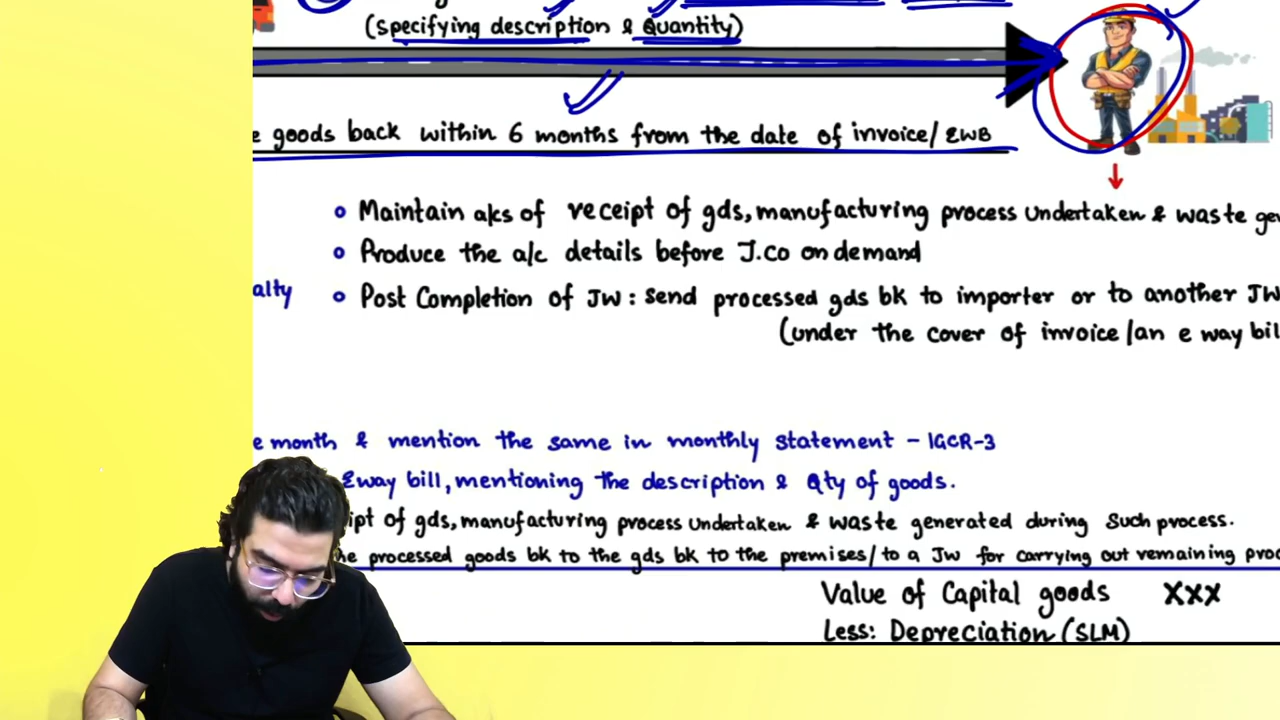 (specifying description & Quantity)
e goods back within 6 months from the date of invoice/ EWB
Maintain a/cs of receipt of gds, manufacturing process undertaken & waste ge
Produce the a/c details before J.Co on demand
alty
Post Completion of JW : Send processed gds bk to importer or to another JW
(under the cover of invoice /an e way bil
e month & mention the same in monthly statement - IGCR-3
Eway bill, mentioning the description & Qty of goods.
ipt of gds, manufacturing process undertaken & waste generated during Such process.
he processed goods bk to the gds bk to the premises/ to a JW for carrying out remaining proc
Value of Capital goods XXX
Less: Depreciation (SLM)